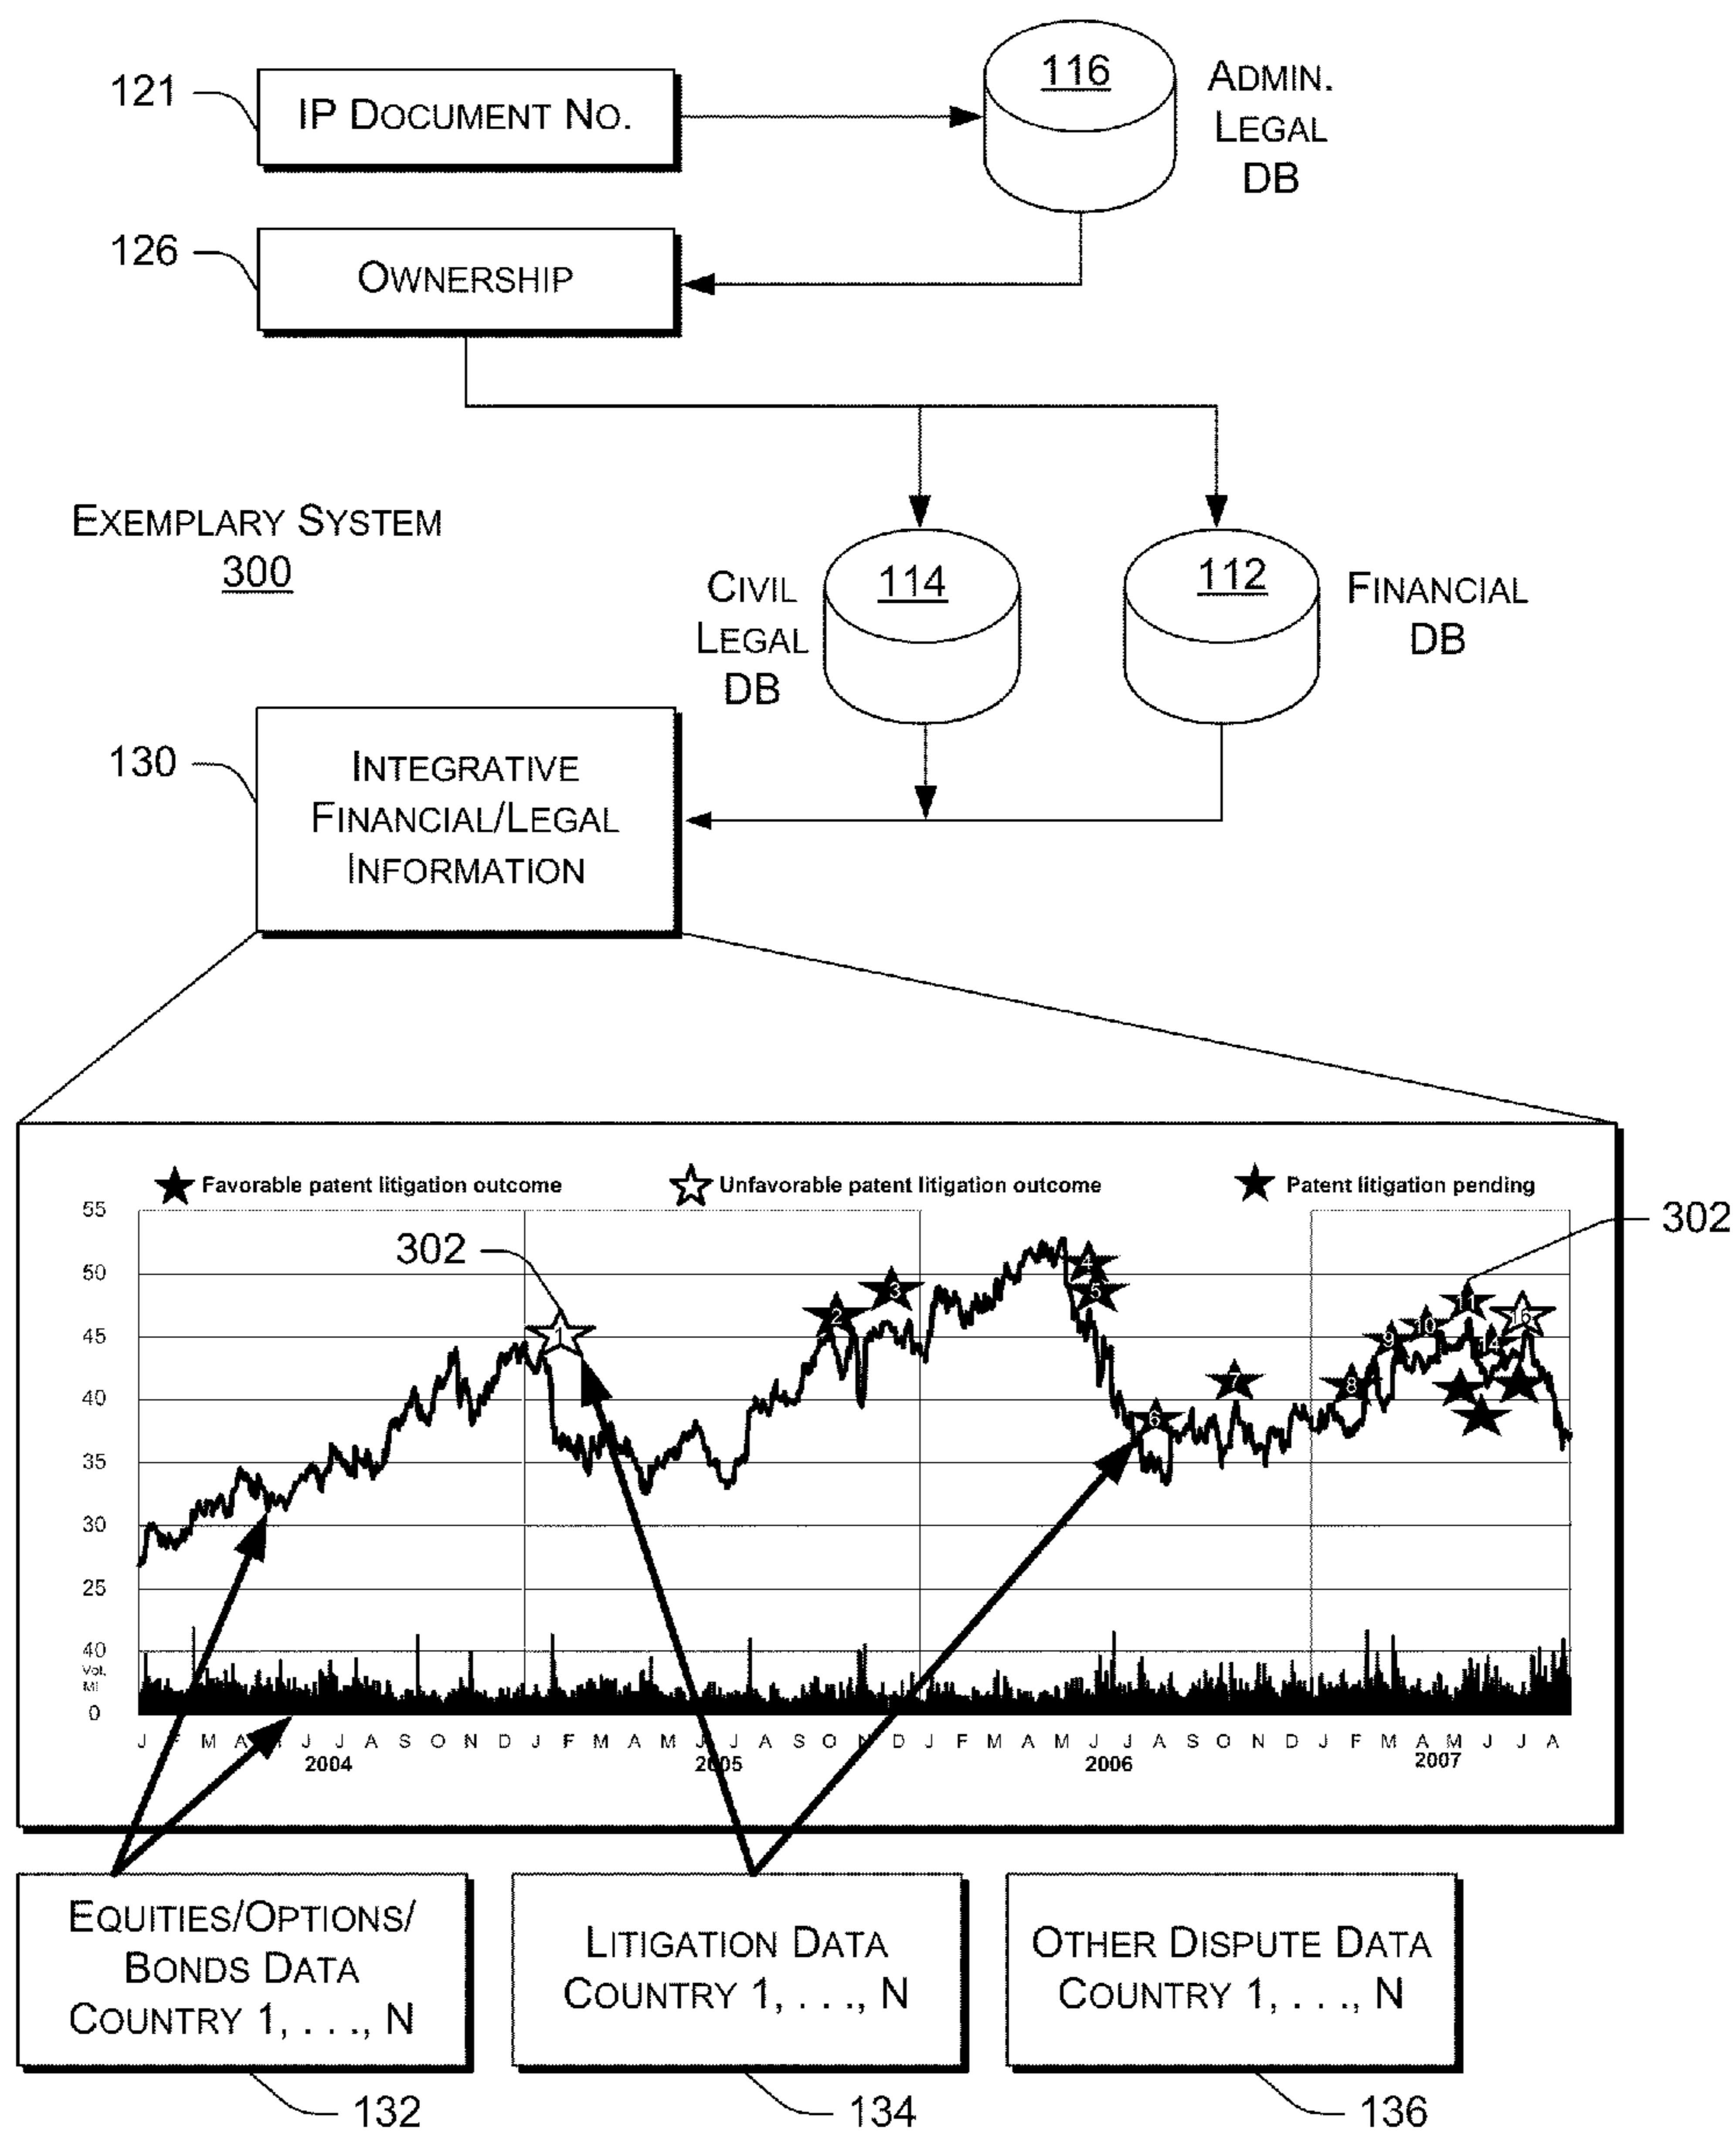 121
IP DOCUMENT NO.
116
ADMIN.
LEGAL
DB
126
OWNERSHIP
EXEMPLARY SYSTEM
300
CIVIL
LEGAL
DB
114
112
FINANCIAL
DB
130
INTEGRATIVE
FINANCIAL/LEGAL
INFORMATION
Favorable patent litigation outcome
Unfavorable patent litigation outcome
Patent litigation pending
302
302
55
50
45
40
35
30
25
40
Vol.
MI
0
1
2
3
4
5
6
7
8
9
10
11
14
16
J F M A J J A S O N D J F M A M J J A S O N D J F M A M J J A S O N D J F M A M J J A
2004
2005
2006
2007
EQUITIES/OPTIONS/
BONDS DATA
COUNTRY 1, . . ., N
LITIGATION DATA
COUNTRY 1, . . ., N
OTHER DISPUTE DATA
COUNTRY 1, . . ., N
132
134
136